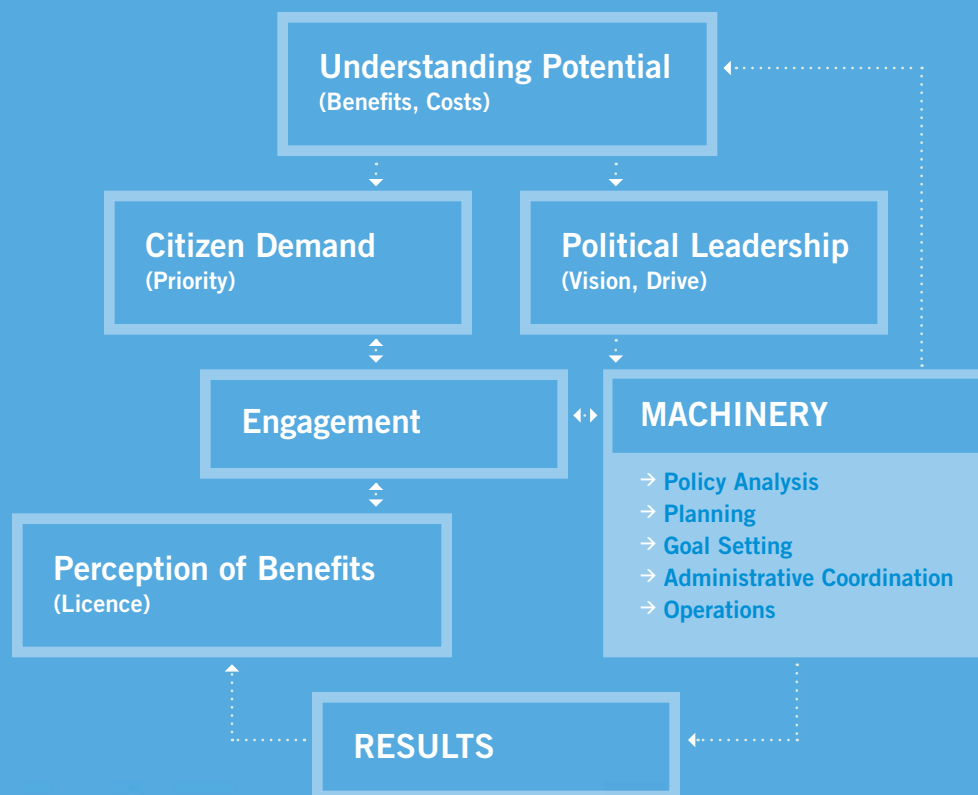 Understanding Potential
(Benefits, Costs)
Citizen Demand
(Priority)
Political Leadership
(Vision, Drive)
Engagement
MACHINERY
→ Policy Analysis
→ Planning
→ Goal Setting
→ Administrative Coordination
→ Operations
Perception of Benefits
(Licence)
RESULTS